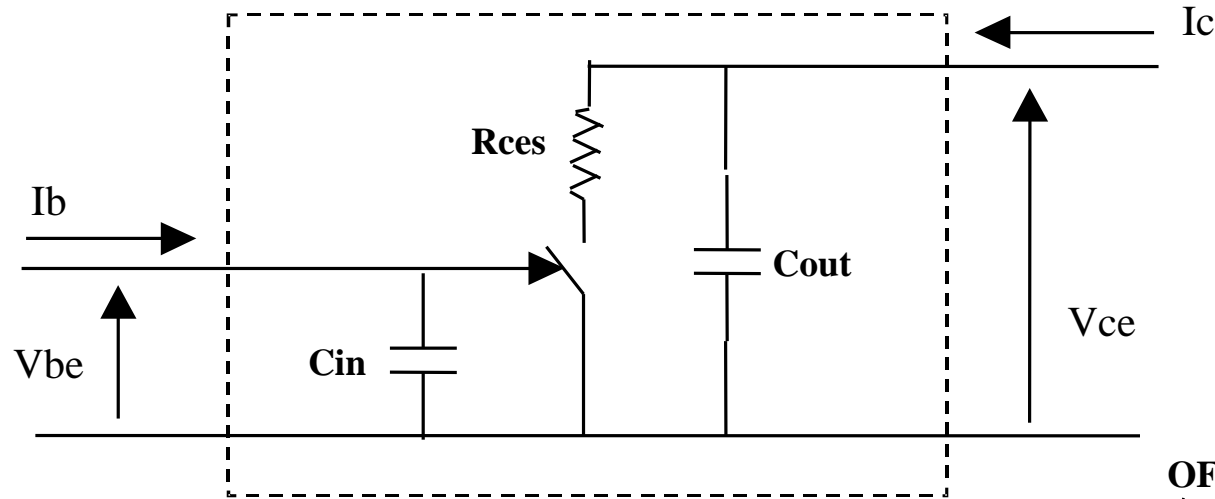 Ic
Rces
Ib
Cout
Vce
Vbe
Cin
OF